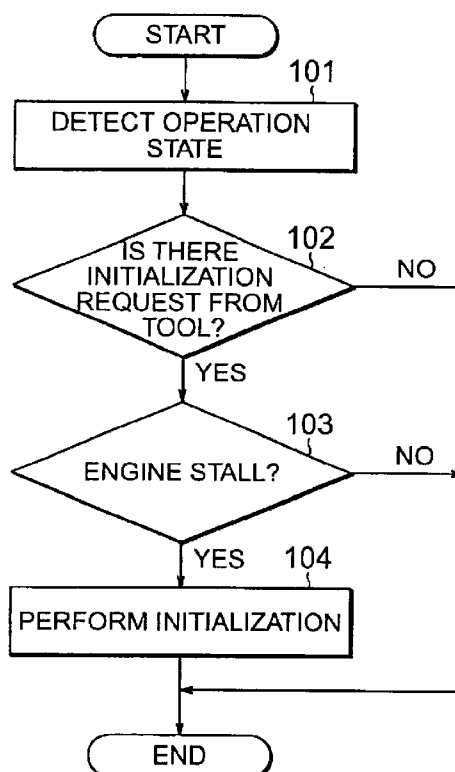 START
101
DETECT OPERATION
STATE
102
IS THERE
INITIALIZATION
REQUEST FROM
TOOL?
NO
YES
103
ENGINE STALL?
NO
YES
104
PERFORM INITIALIZATION
END